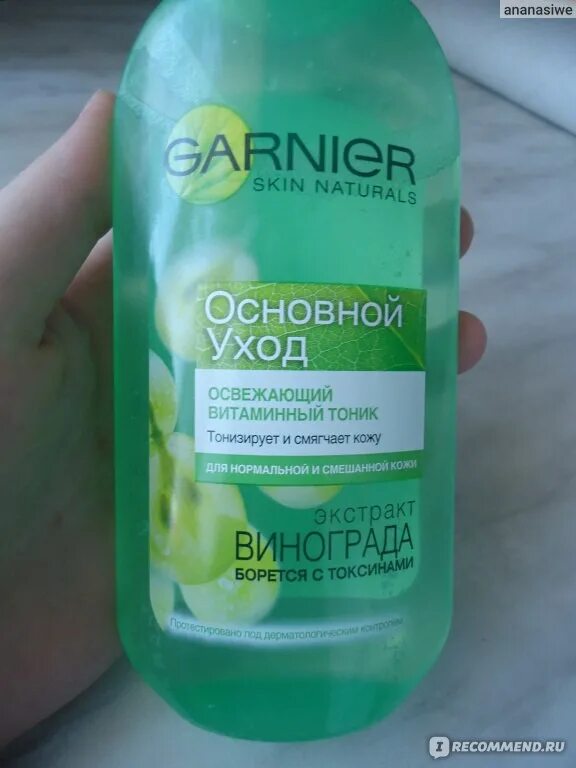 ananasiwe
GARNIER
SKIN NATURALS
Основной
Уход
ОСВЕЖАЮЩИЙ
ВИТАМИННЫЙ ТОНИК
Тонизирует и смягчает кожу
ДЛЯ НОРМАЛЬНОЙ И СМЕШАННОЙ КОЖИ
экстракт
ВИНОГРАДА
БОРЕТСЯ С ТОКСИНАМИ
Протестировано под дерматологическим контролем
IRECOMMEND.RU